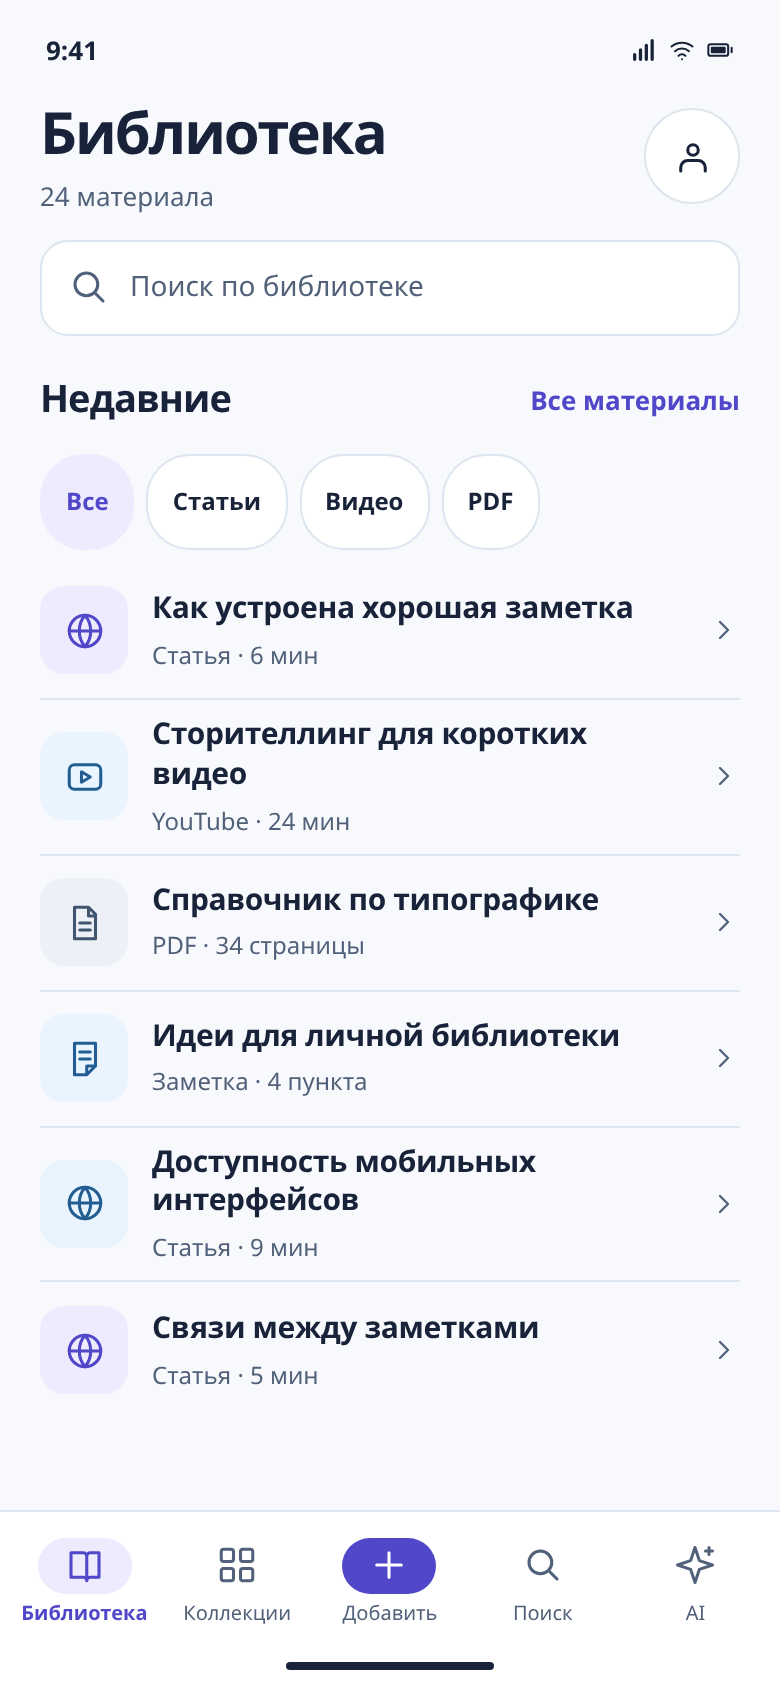 9:41
Библиотека
24 материала
Поиск по библиотеке
Недавние
Все материалы
Все
Статьи
Видео
PDF
Как устроена хорошая заметка
Статья · 6 мин
Сторителлинг для коротких
видео
YouTube · 24 мин
Справочник по типографике
PDF · 34 страницы
Идеи для личной библиотеки
Заметка · 4 пункта
Доступность мобильных
интерфейсов
Статья · 9 мин
Связи между заметками
Статья · 5 мин
Библиотека
Коллекции
Добавить
Поиск
AI